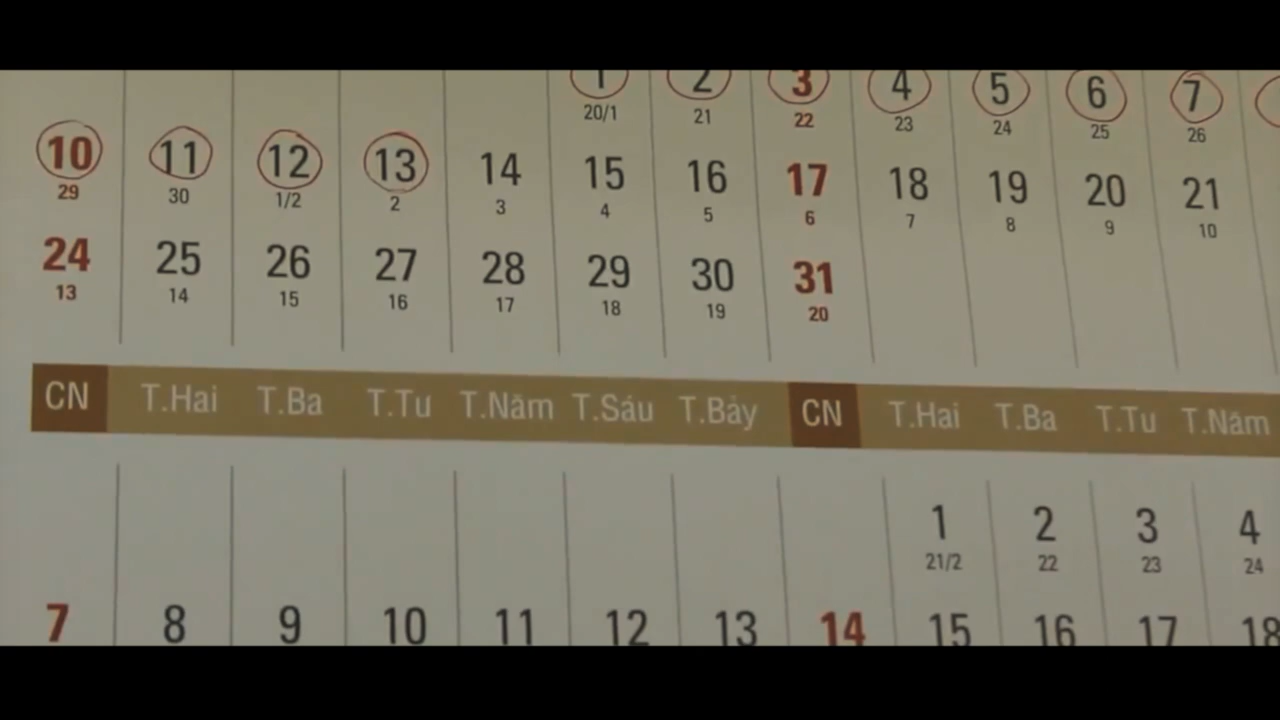 1 2 3 4 5 6 7
20/1 21 22 23 24 25 26
10 11 12 13 14 15 16 17 18 19 20 21
29 30 1/2 2 3 4 5 6 7 8 9 10
24 25 26 27 28 29 30 31
13 14 15 16 17 18 19 20
CN T.Hai T.Ba T.Tu T.Năm T.Sáu T.Bảy CN T.Hai T.Ba T.Tu T.Năm
1 2 3 4
21/2 22 23 24
7 8 9 10 11 12 13 14 15 16 17 18